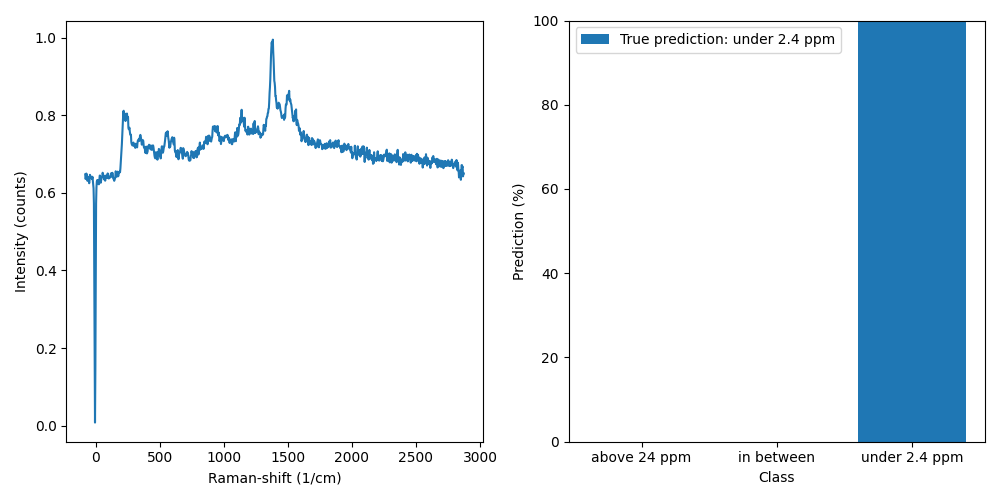 1.0
0.8
0.6
0.4
0.2
0.0
Intensity (counts)
0 500 1000 1500 2000 2500 3000
Raman-shift (1/cm)
100
80
60
40
20
0
Prediction (%)
True prediction: under 2.4 ppm
above 24 ppm in between under 2.4 ppm
Class